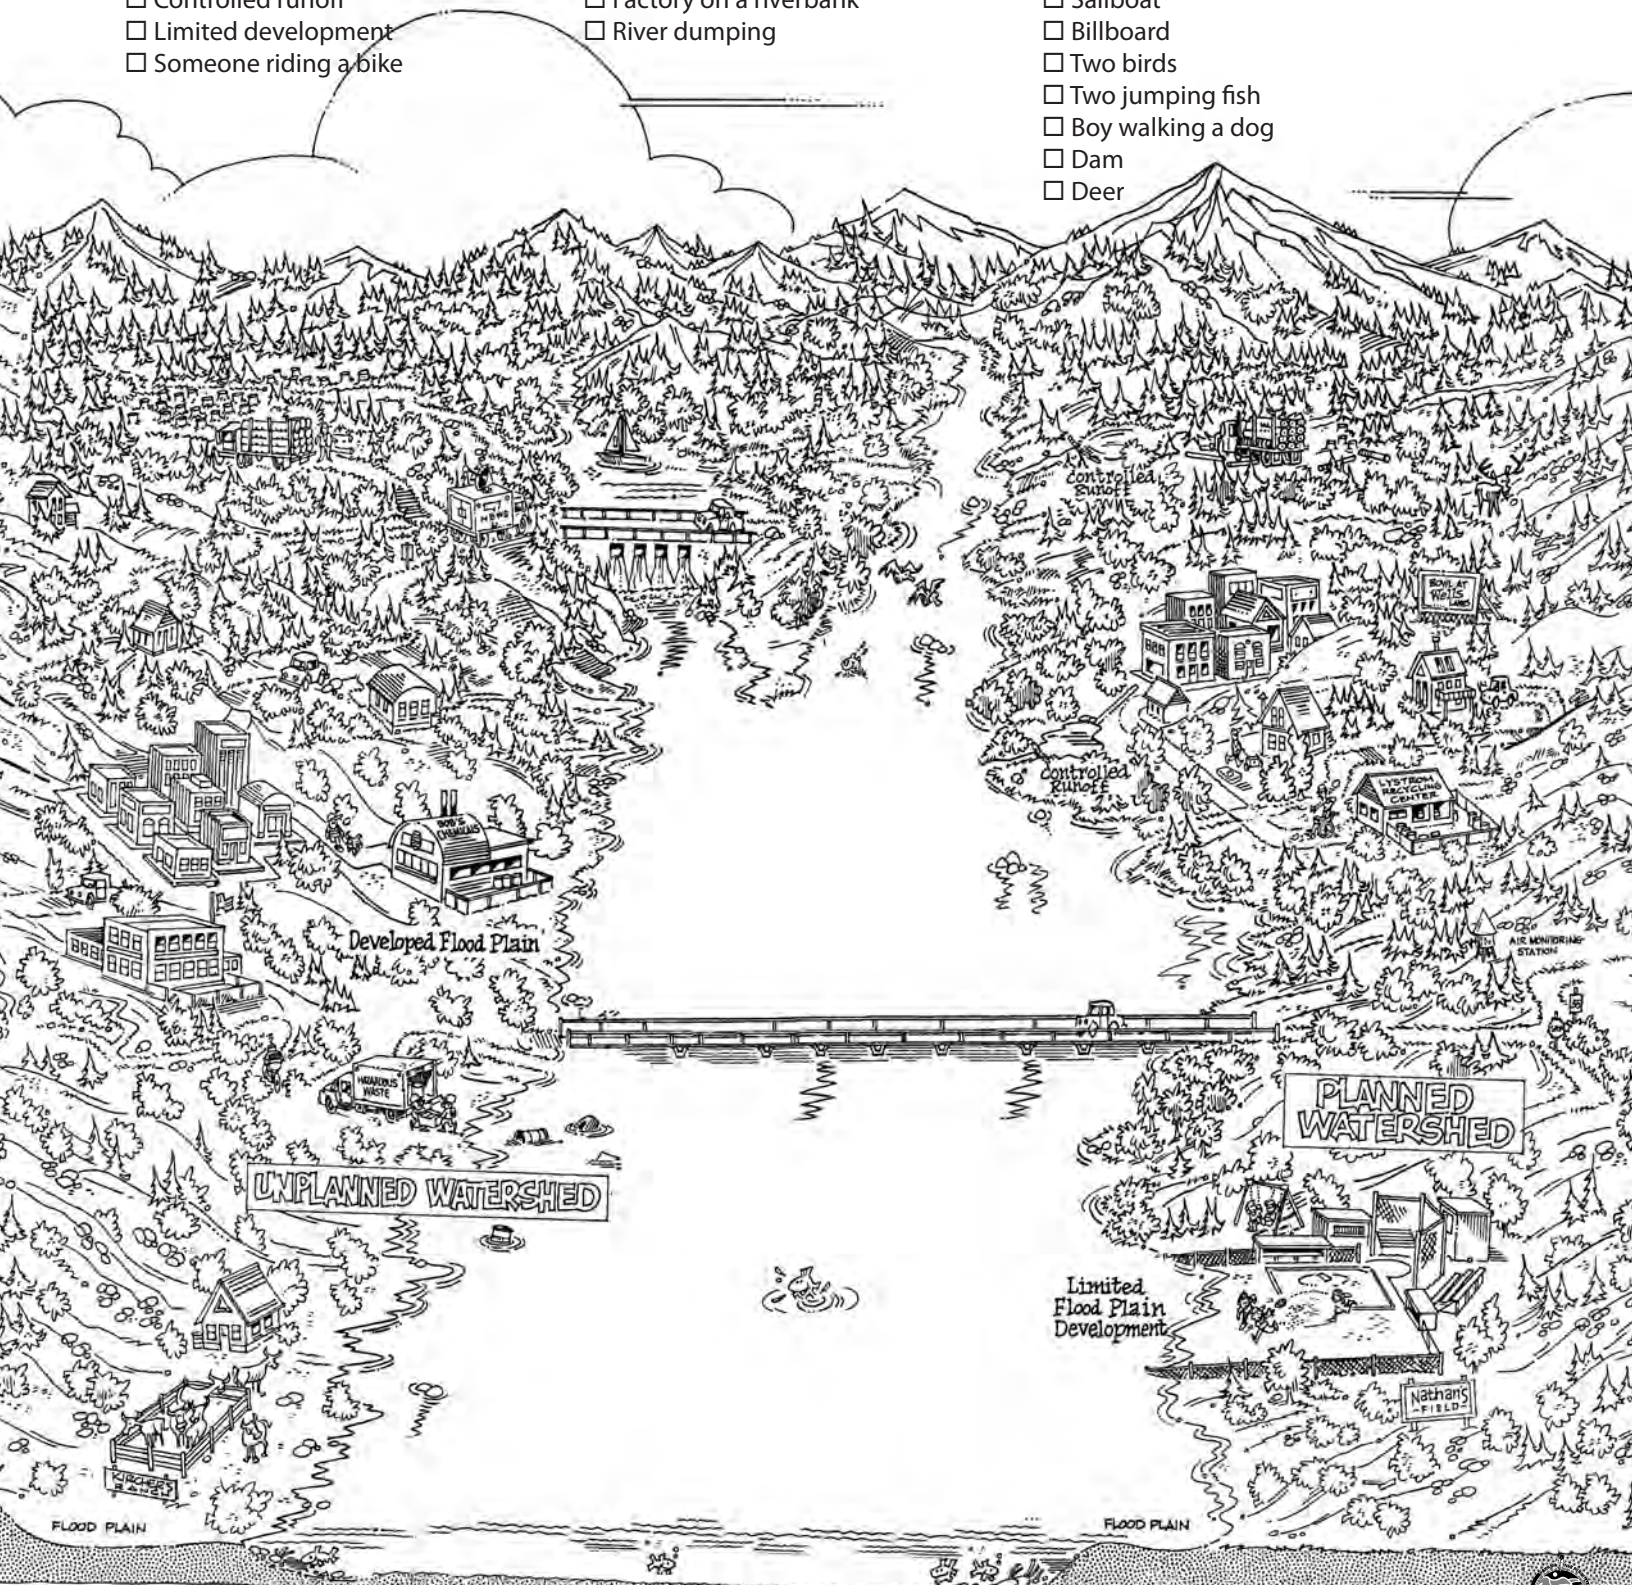 ☐ Controlled runoff
☐ Limited development
☐ Someone riding a bike
☐ Factory on a riverbank
☐ River dumping
☐ Sailboat
☐ Billboard
☐ Two birds
☐ Two jumping fish
☐ Boy walking a dog
☐ Dam
☐ Deer
controlled
Runoff
NEWS
BOWL AT
Wells
LANES
controlled
Runoff
LYSTROM
RECYCLING
CENTER
BOB'S
CHEMICALS
Developed Flood Plain
AIR MONITORING
STATION
HAZARDOUS
WASTE
PLANNED
WATERSHED
UNPLANNED WATERSHED
Limited
Flood Plain
Development
Nathan's
FIELD
KIRCHER'S
RANCH
FLOOD PLAIN
FLOOD PLAIN